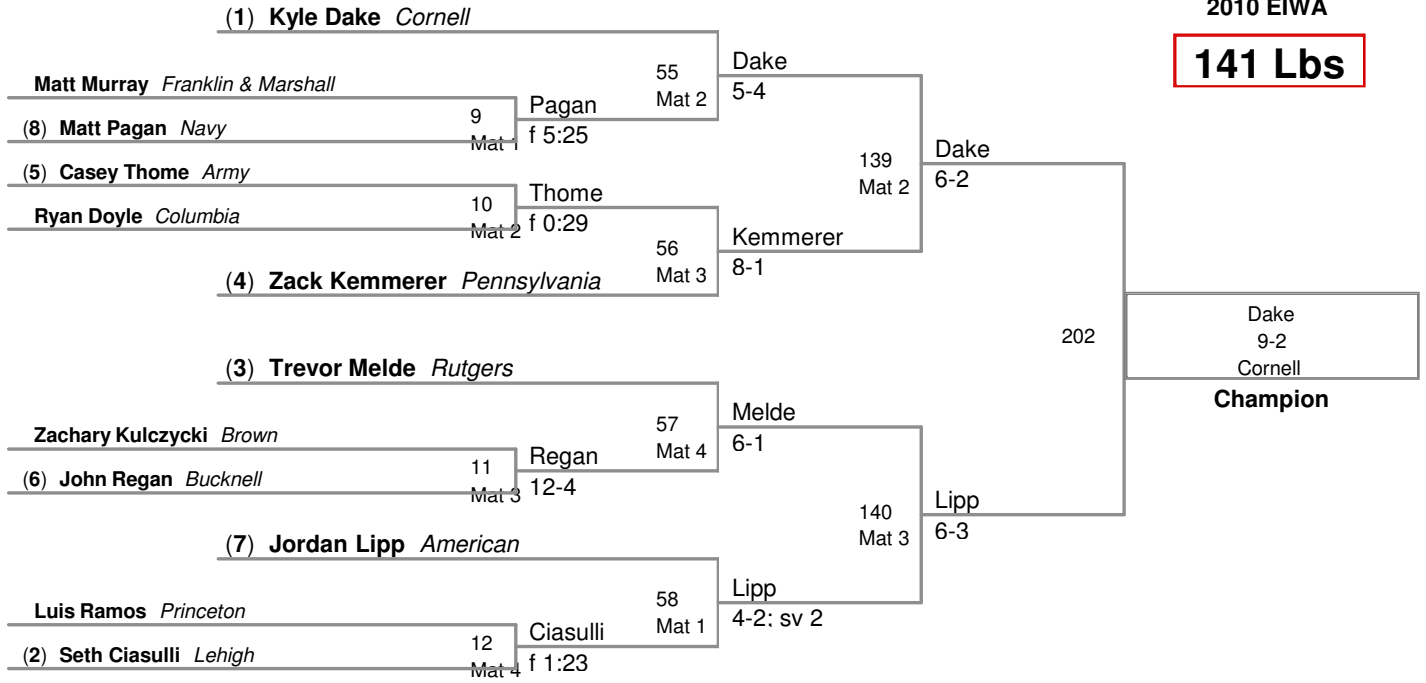 2010 EIWA
141 Lbs
(1) Kyle Dake Cornell
Matt Murray Franklin & Marshall
(8) Matt Pagan Navy
9
Mat 1
Pagan
f 5:25
55
Mat 2
Dake
5-4
(5) Casey Thome Army
Ryan Doyle Columbia
10
Mat 2
Thome
f 0:29
(4) Zack Kemmerer Pennsylvania
56
Mat 3
Kemmerer
8-1
139
Mat 2
Dake
6-2
(3) Trevor Melde Rutgers
Zachary Kulczycki Brown
(6) John Regan Bucknell
11
Mat 3
Regan
12-4
57
Mat 4
Melde
6-1
(7) Jordan Lipp American
Luis Ramos Princeton
(2) Seth Ciasulli Lehigh
12
Mat 4
Ciasulli
f 1:23
58
Mat 1
Lipp
4-2; sv 2
140
Mat 3
Lipp
6-3
202
Dake
9-2
Cornell
Champion